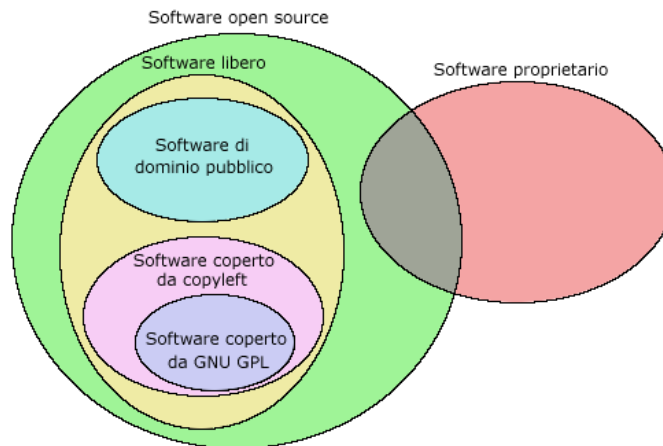 Software open source
Software libero
Software proprietario
Software di
dominio pubblico
Software coperto
da copyleft
Software coperto
da GNU GPL